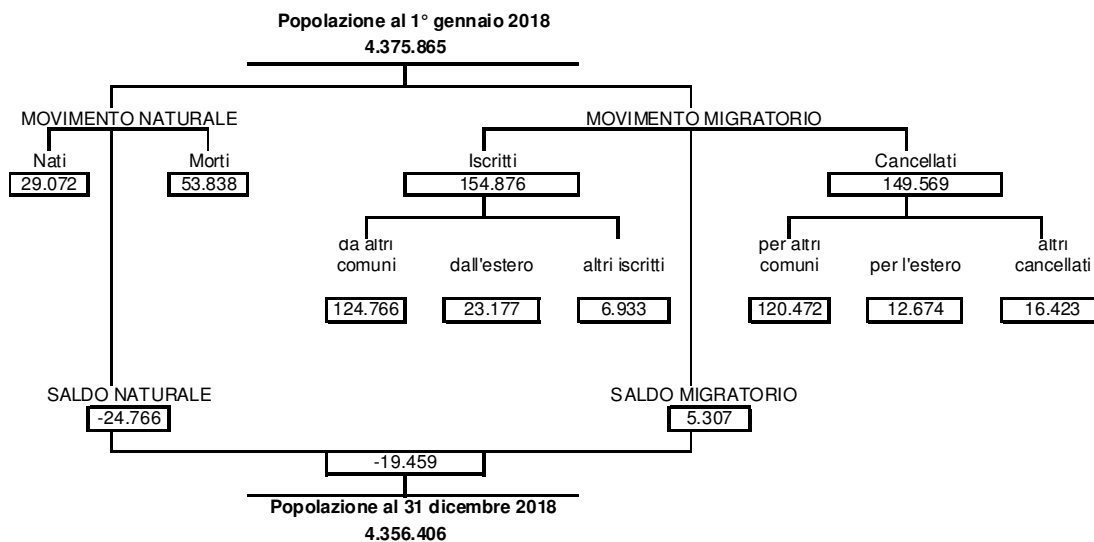 Popolazione al 1° gennaio 2018
4.375.865
MOVIMENTO NATURALE
MOVIMENTO MIGRATORIO
Nati
Morti
Iscritti
Cancellati
29.072
53.838
154.876
149.569
da altri
comuni
dall'estero
altri iscritti
per altri
comuni
per l'estero
altri
cancellati
124.766
23.177
6.933
120.472
12.674
16.423
SALDO NATURALE
SALDO MIGRATORIO
-24.766
5.307
-19.459
Popolazione al 31 dicembre 2018
4.356.406